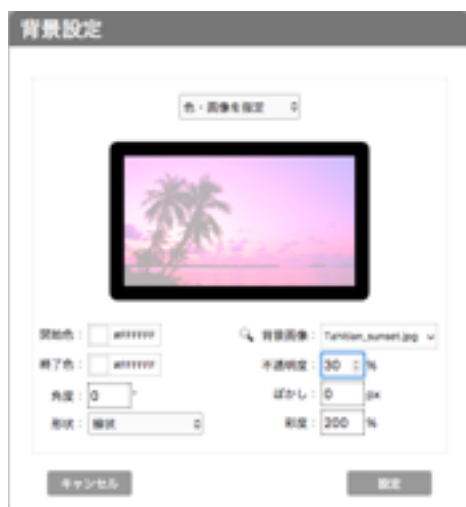 背景設定
色・画像を指定
開始色: #FFFFFF
背景画像: Tahitian_sunset.jpg
終了色: #FFFFFF
不透明度: 30 %
角度: 0 °
ぼかし: 0 px
形状: 線状
彩度: 200 %
キャンセル
設定